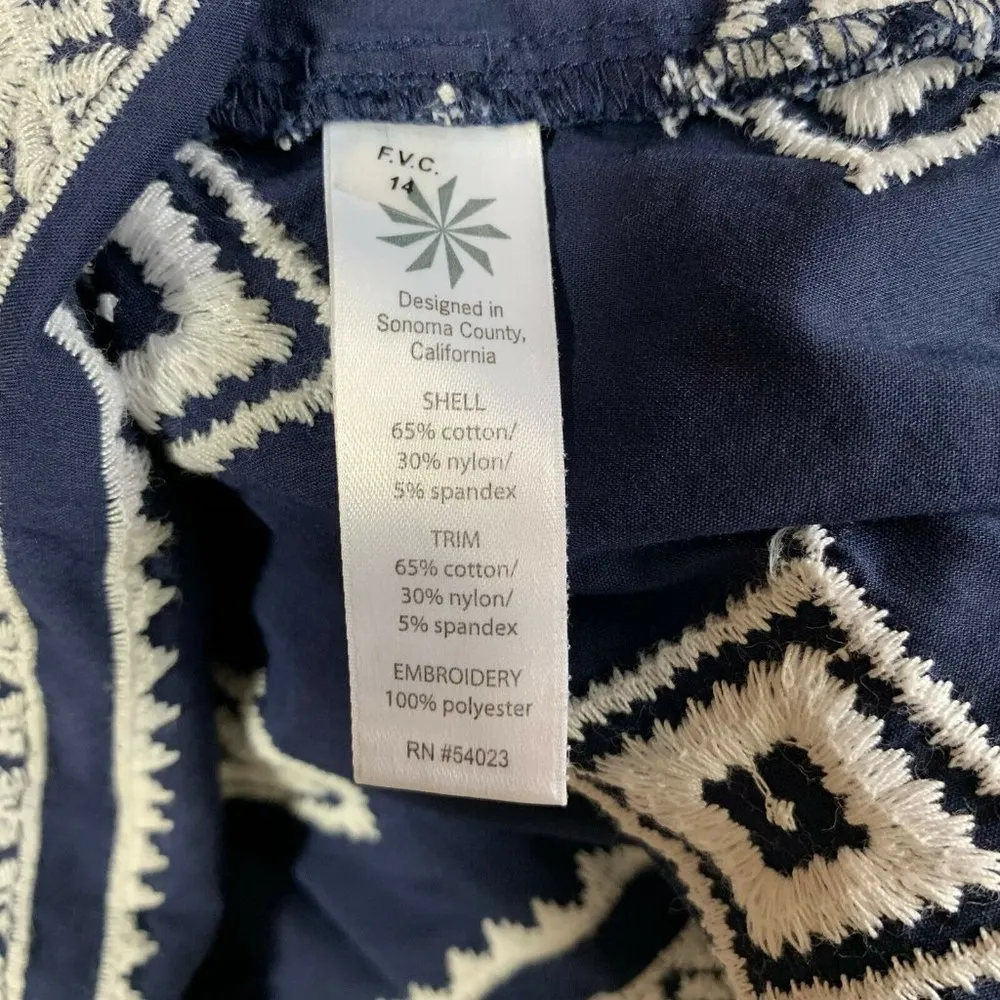 F.V.C.
14
Designed in
Sonoma County,
California
SHELL
65% cotton/
30% nylon/
5% spandex
TRIM
65% cotton/
30% nylon/
5% spandex
EMBROIDERY
100% polyester
RN #54023